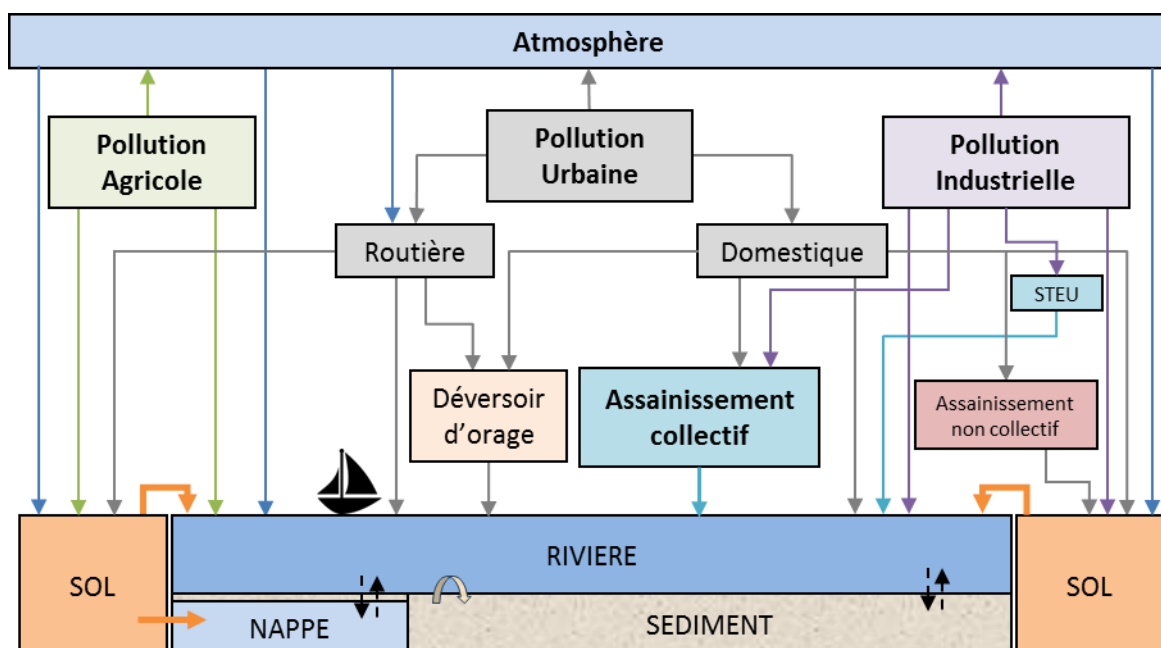 Atmosphère
Pollution
Agricole
Pollution
Urbaine
Pollution
Industrielle
Routière
Domestique
STEU
Déversoir
d’orage
Assainissement
collectif
Assainissement
non collectif
SOL
RIVIERE
SOL
NAPPE
SEDIMENT